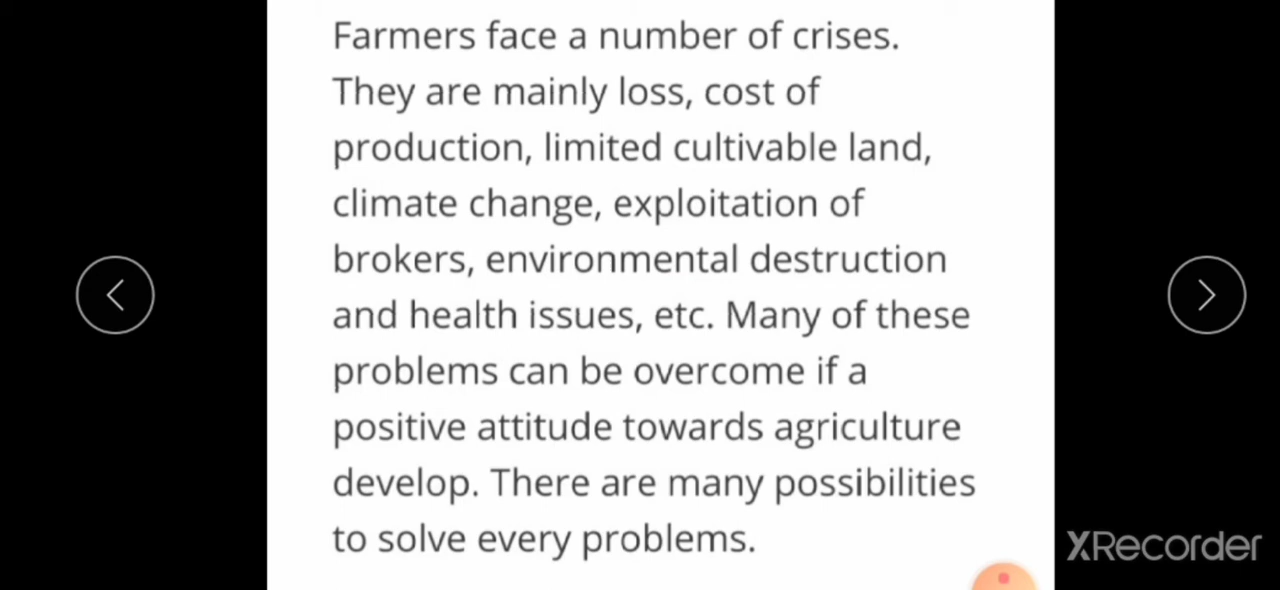 Farmers face a number of crises.
They are mainly loss, cost of
production, limited cultivable land,
climate change, exploitation of
brokers, environmental destruction
and health issues, etc. Many of these
problems can be overcome if a
positive attitude towards agriculture
develop. There are many possibilities
to solve every problems.
XRecorder